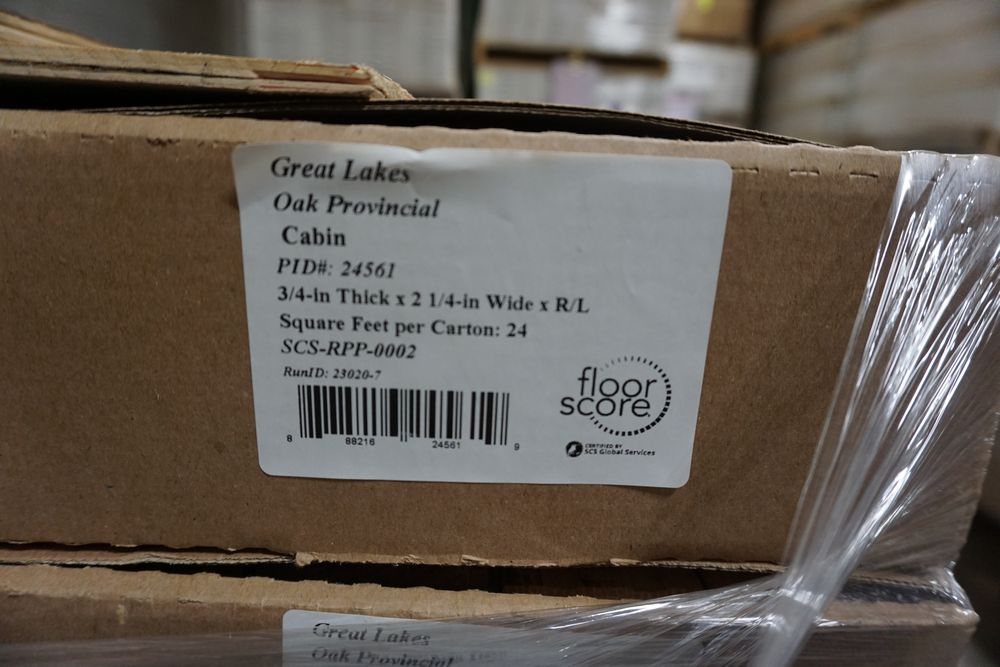 Great Lakes
Oak Provincial
Cabin
PID#: 24561
3/4-in Thick x 2 1/4-in Wide x R/L
Square Feet per Carton: 24
SCS-RPP-0002
RunID: 23020-7
8 88216 24561 9
floor
score
CERTIFIED BY
SCS Global Services
Great Lakes
Oak Provincial